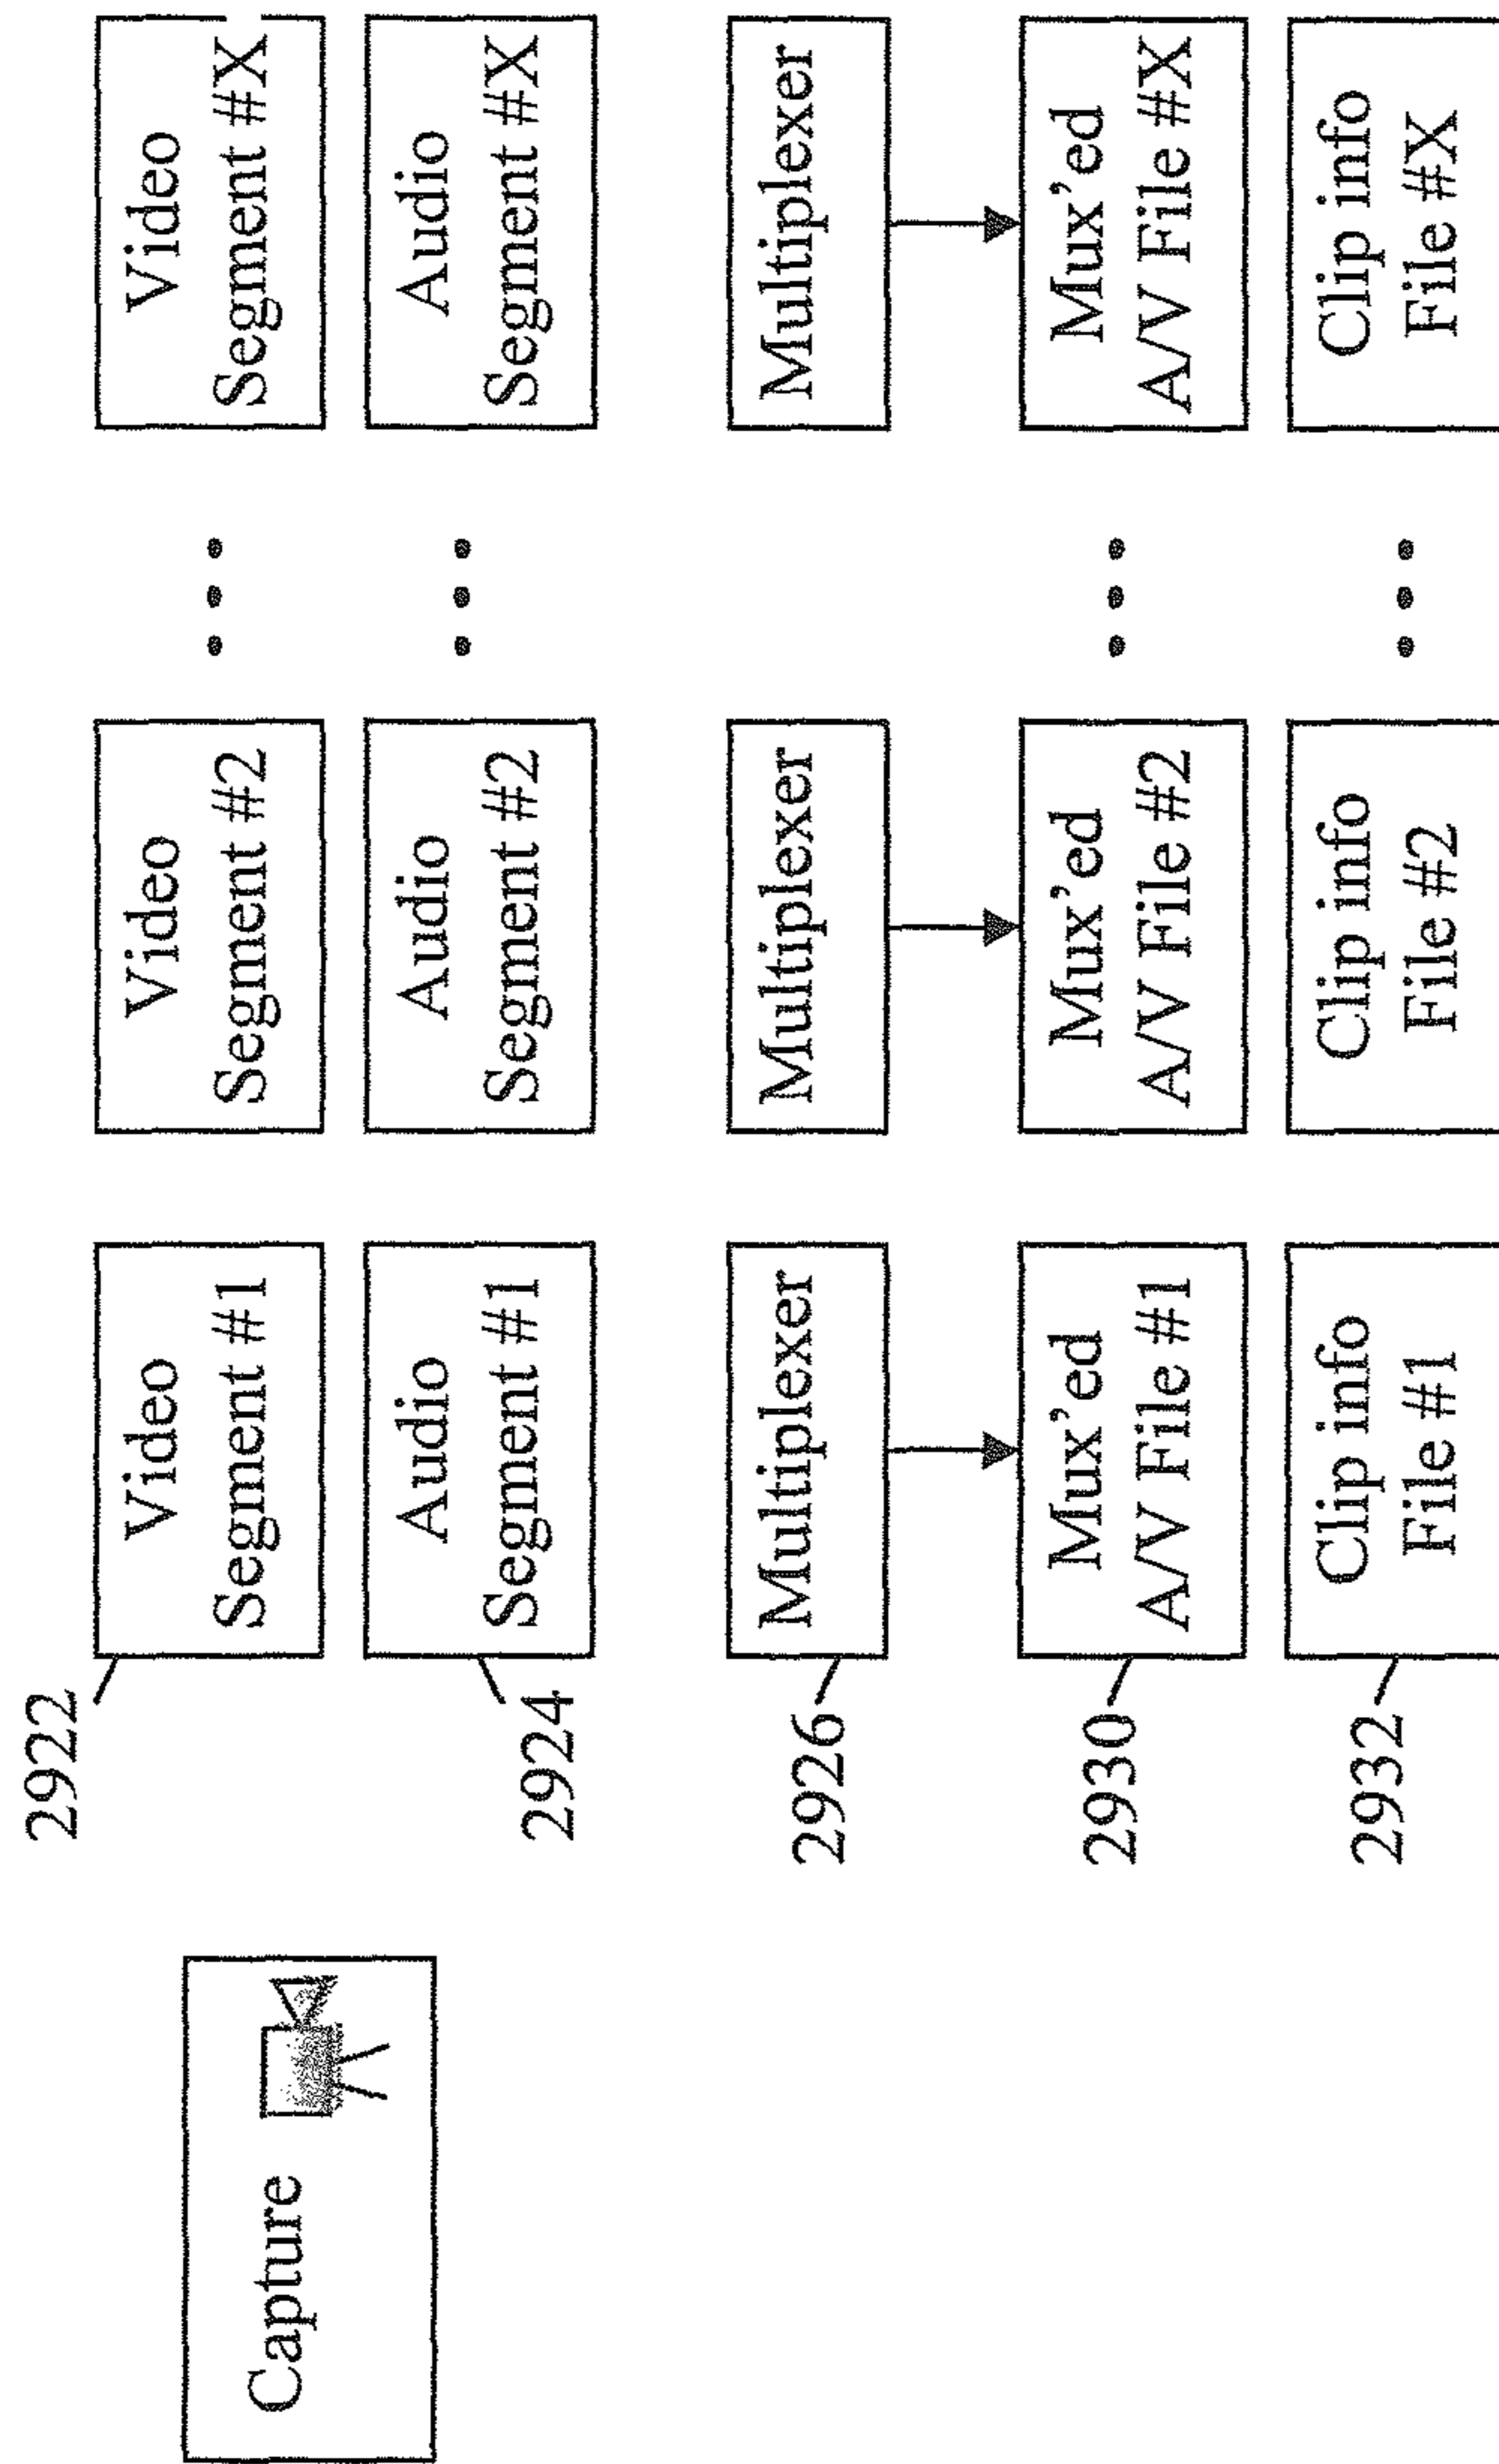 Capture
2922
Video
Segment #1
Video
Segment #2
Video
Segment #X
2924
Audio
Segment #1
Audio
Segment #2
Audio
Segment #X
2926
Multiplexer
Multiplexer
Multiplexer
2930
Mux'ed
A/V File #1
Mux'ed
A/V File #2
Mux'ed
A/V File #X
2932
Clip info
File #1
Clip info
File #2
Clip info
File #X